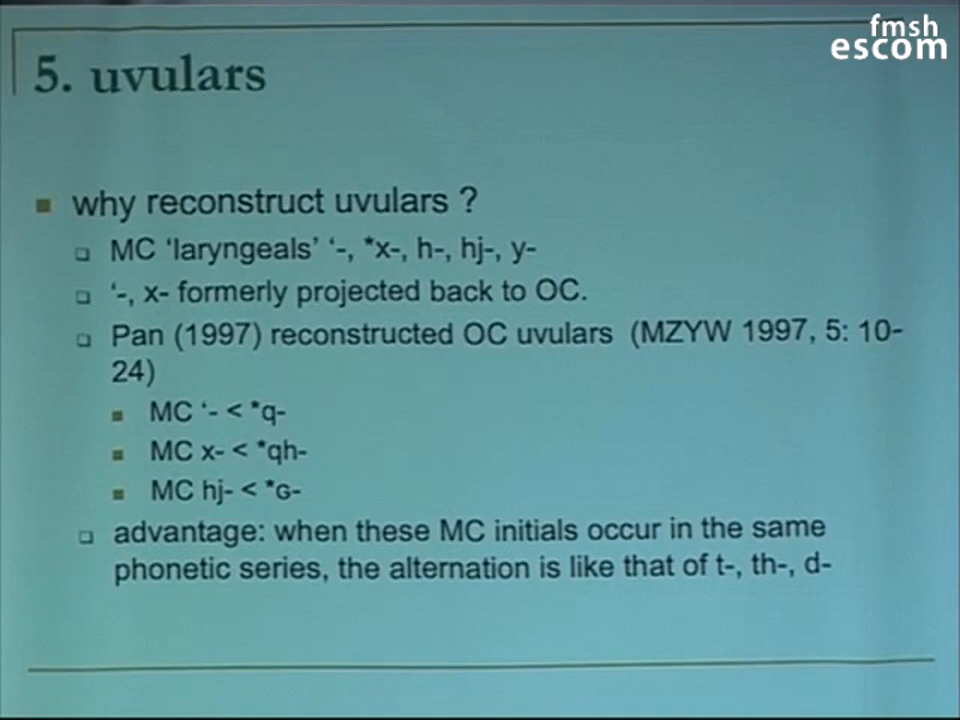 fmsh
escom
5. uvulars
why reconstruct uvulars ?
MC ‘laryngeals’ ‘-, *x-, h-, hj-, y-
‘-, x- formerly projected back to OC.
Pan (1997) reconstructed OC uvulars (MZYW 1997, 5: 10-
24)
MC ‘- < *q-
MC x- < *qh-
MC hj- < *ɢ-
advantage: when these MC initials occur in the same
phonetic series, the alternation is like that of t-, th-, d-